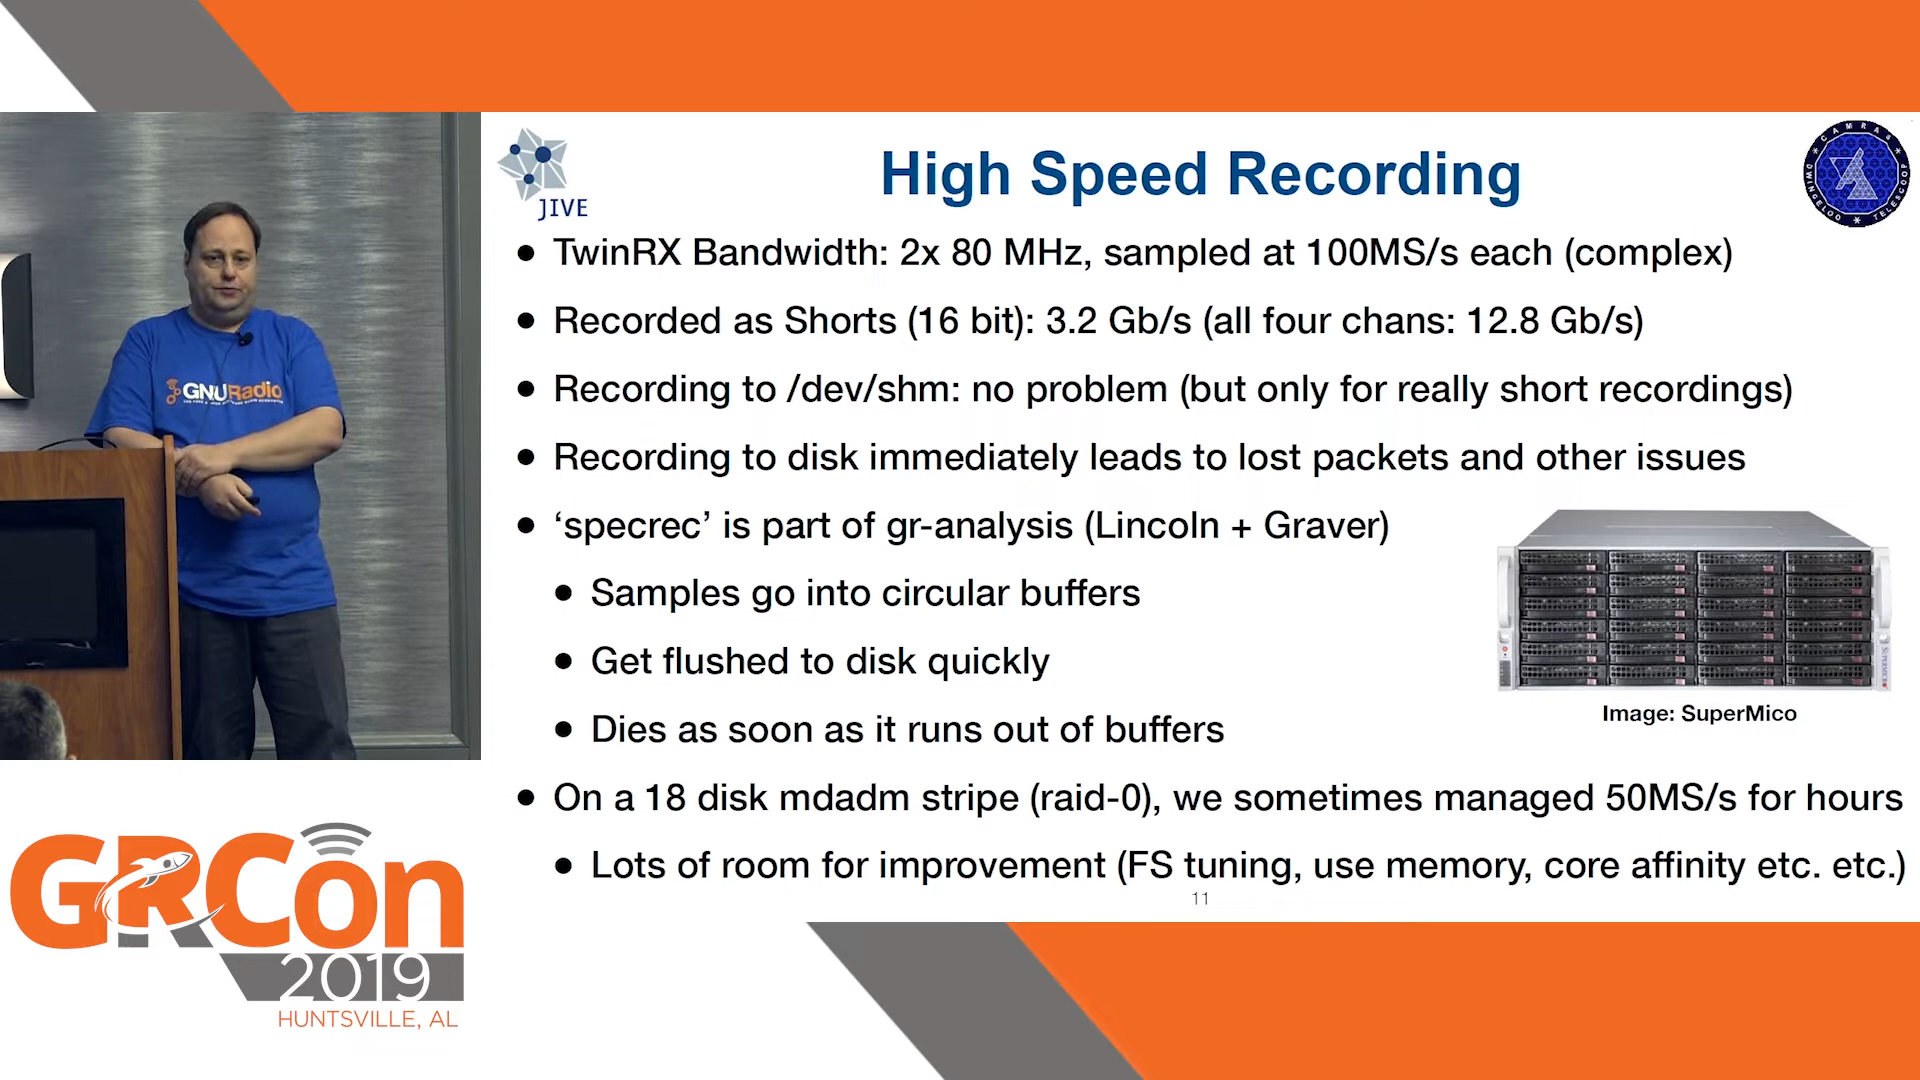 JIVE
High Speed Recording
CAMRAS
DWINGELOO TELESCOOP
• TwinRX Bandwidth: 2x 80 MHz, sampled at 100MS/s each (complex)
• Recorded as Shorts (16 bit): 3.2 Gb/s (all four chans: 12.8 Gb/s)
• Recording to /dev/shm: no problem (but only for really short recordings)
• Recording to disk immediately leads to lost packets and other issues
• ‘specrec’ is part of gr-analysis (Lincoln + Graver)
• Samples go into circular buffers
• Get flushed to disk quickly
• Dies as soon as it runs out of buffers
Image: SuperMico
• On a 18 disk mdadm stripe (raid-0), we sometimes managed 50MS/s for hours
• Lots of room for improvement (FS tuning, use memory, core affinity etc. etc.)
11
GNURadio
GRCon
2019
HUNTSVILLE, AL